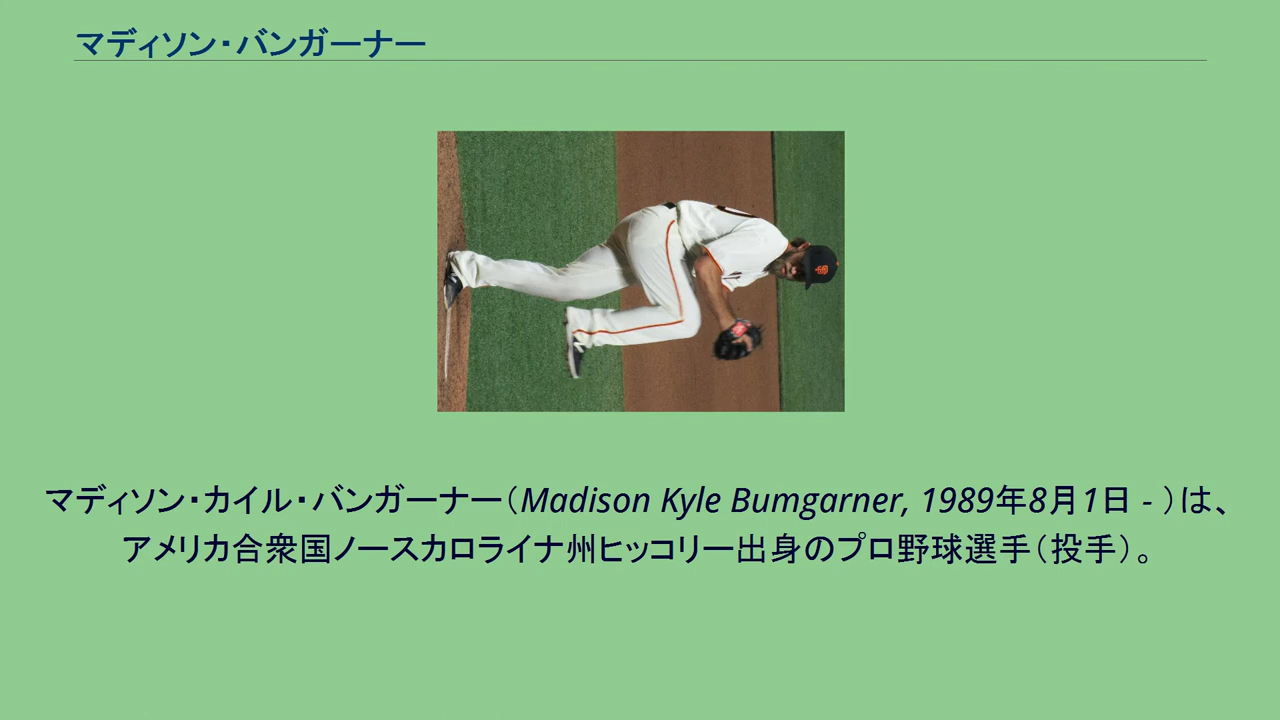 マディソン・バンガーナー
マディソン・カイル・バンガーナー（Madison Kyle Bumgarner, 1989年8月1日 - ）は、
アメリカ合衆国ノースカロライナ州ヒッコリー出身のプロ野球選手（投手）。